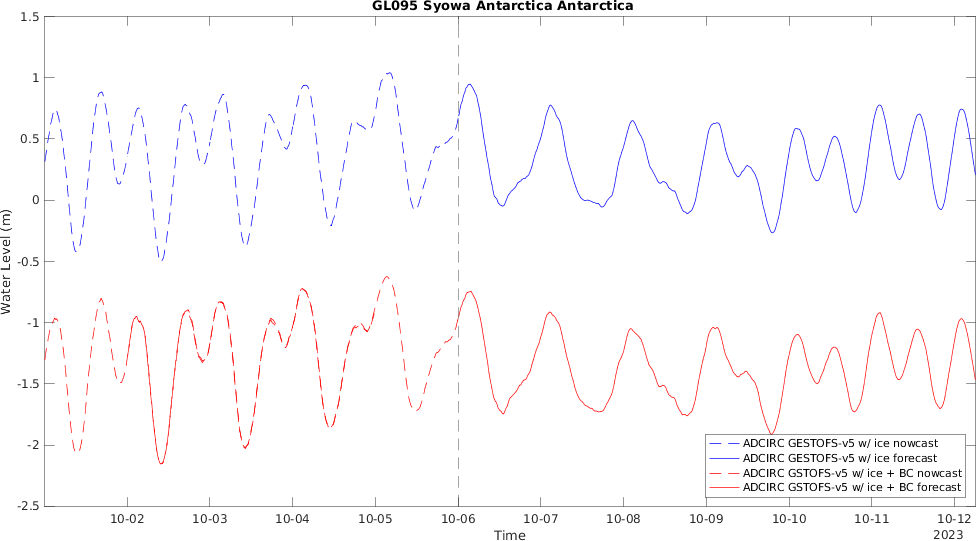 GL095 Syowa Antarctica Antarctica
1.5
1
0.5
0
-0.5
-1
-1.5
-2
-2.5
Water Level (m)
ADCIRC GESTOFS-v5 w/ ice nowcast
ADCIRC GESTOFS-v5 w/ ice forecast
ADCIRC GSTOFS-v5 w/ ice + BC nowcast
ADCIRC GSTOFS-v5 w/ ice + BC forecast
10-02 10-03 10-04 10-05 10-06 10-07 10-08 10-09 10-10 10-11 10-12
Time 2023